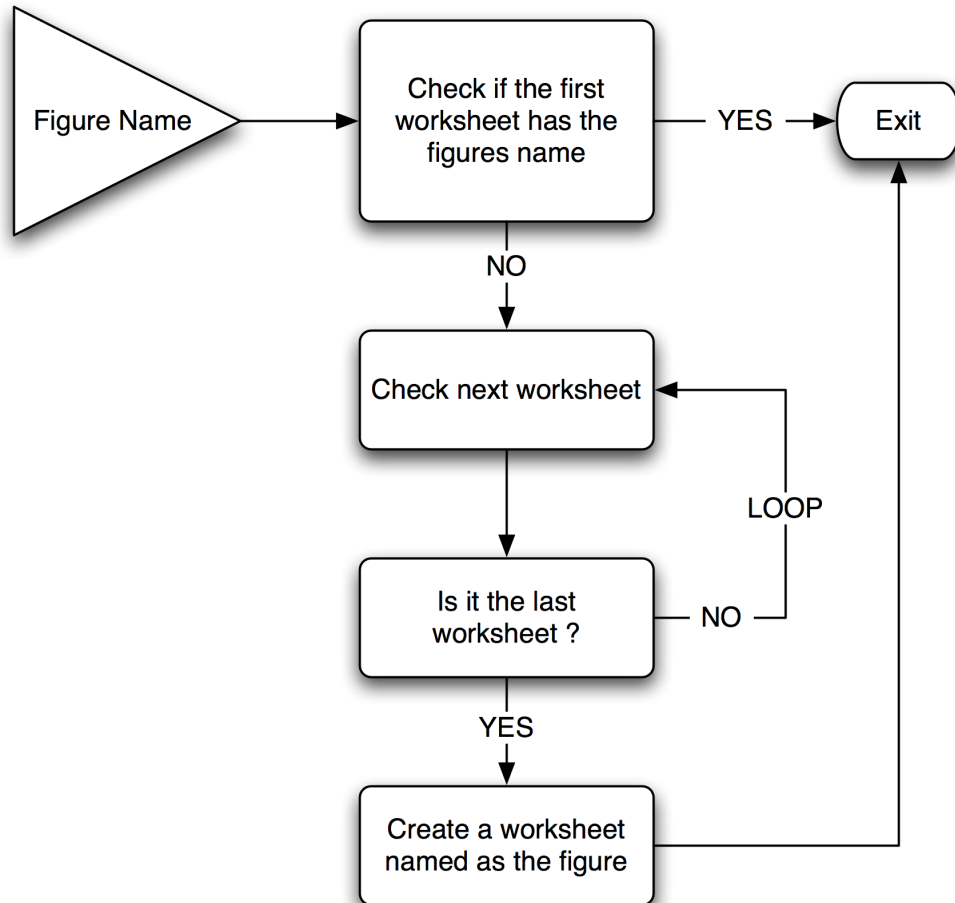 Figure Name
Check if the first
worksheet has the
figures name
YES
Exit
NO
Check next worksheet
LOOP
Is it the last
worksheet ?
NO
YES
Create a worksheet
named as the figure